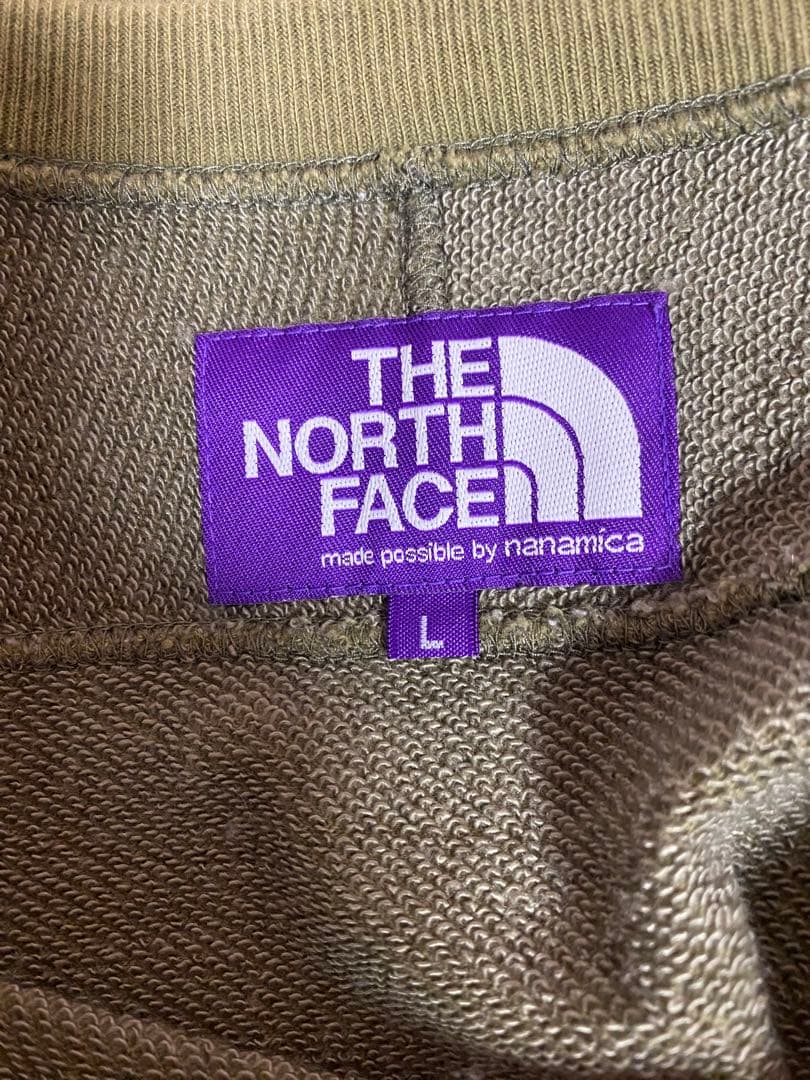 THE
NORTH
FACE
made possible by nanamica
L